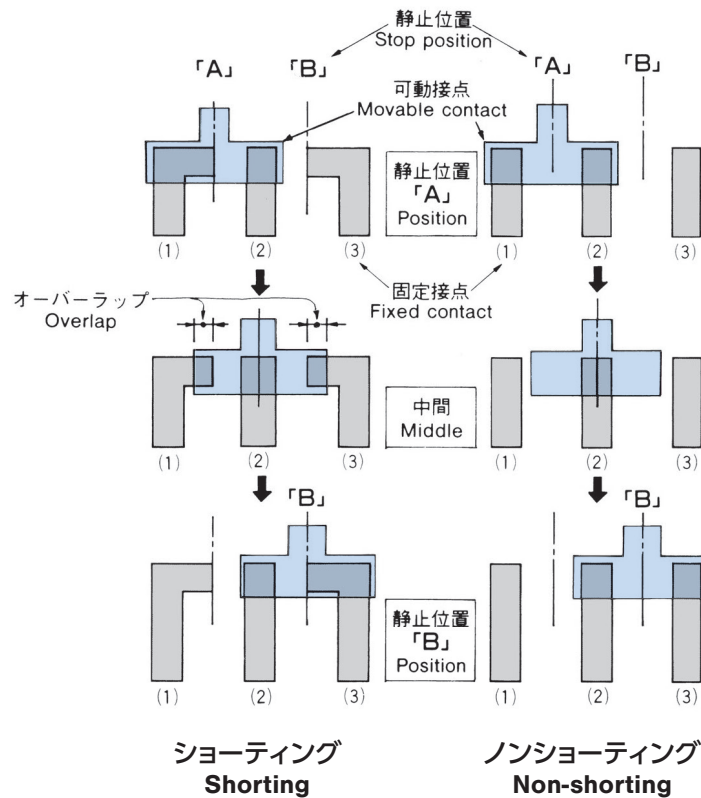 静止位置
Stop position
「A」
「B」
「A」
「B」
可動接点
Movable contact
静止位置
「A」
Position
(1)
(2)
(3)
(1)
(2)
(3)
固定接点
Fixed contact
オーバーラップ
Overlap
中間
Middle
(1)
(2)
(3)
(1)
(2)
(3)
「B」
「B」
静止位置
「B」
Position
(1)
(2)
(3)
(1)
(2)
(3)
ショーティング
Shorting
ノンショーティング
Non-shorting